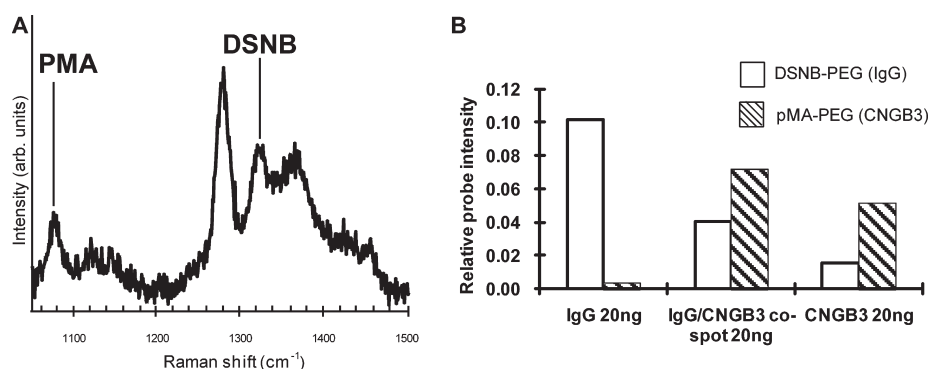 A
PMA
DSNB
Intensity (arb. units)
1100
1200
1300
1400
1500
Raman shift (cm⁻¹)
B
DSNB-PEG (IgG)
pMA-PEG (CNGB3)
Relative probe intensity
0.12
0.10
0.08
0.06
0.04
0.02
0.00
IgG 20ng
IgG/CNGB3 co-
spot 20ng
CNGB3 20ng